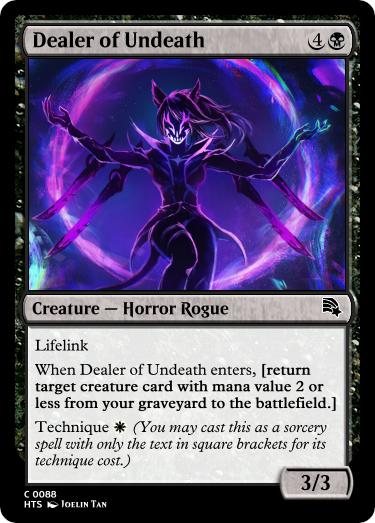 Dealer of Undeath 4
Creature — Horror Rogue
Lifelink
When Dealer of Undeath enters, [return
target creature card with mana value 2 or
less from your graveyard to the battlefield.]
Technique (You may cast this as a sorcery
spell with only the text in square brackets for its
technique cost.)
3/3
C 0088
HTS Joelin Tan